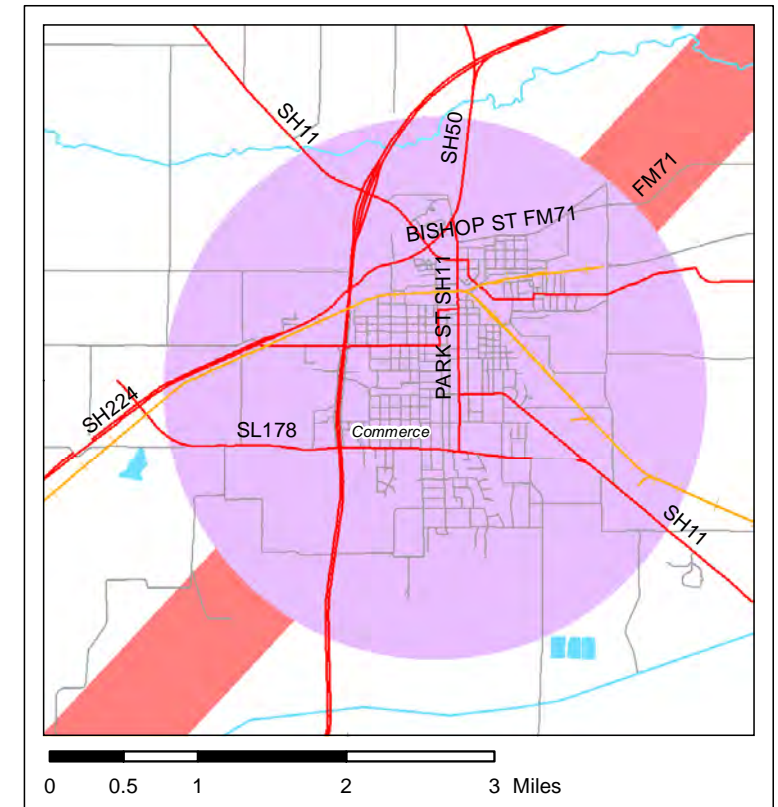 SH11
SH50
FM71
BISHOP ST FM71
PARK ST SH11
SH224
SL178
Commerce
SH11
0 0.5 1 2 3 Miles